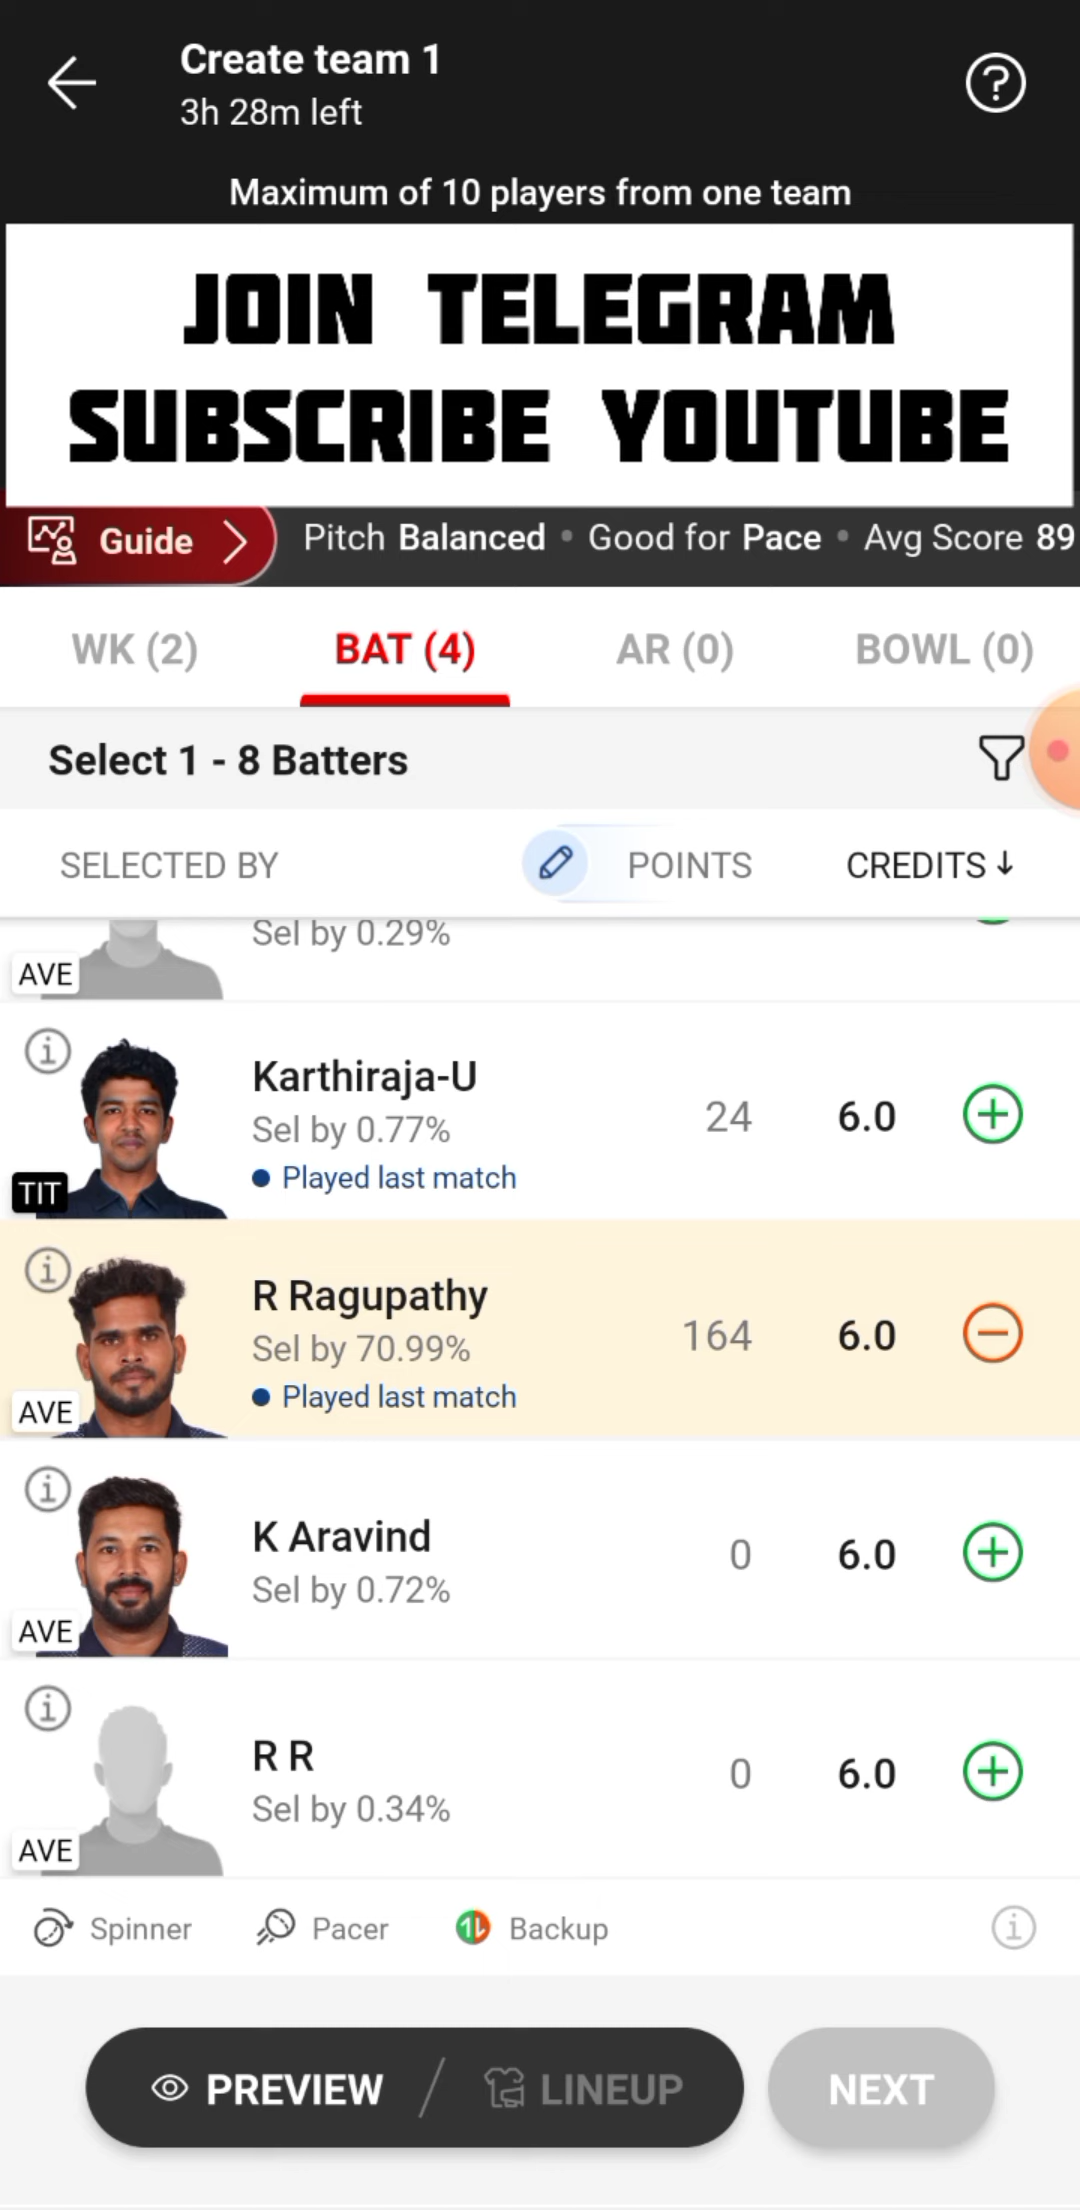 Create team 1
3h 28m left
Maximum of 10 players from one team
JOIN TELEGRAM
SUBSCRIBE YOUTUBE
Guide
Pitch Balanced • Good for Pace • Avg Score 89
WK (2) BAT (4) AR (0) BOWL (0)
Select 1 - 8 Batters
SELECTED BY POINTS CREDITS ↓
Sel by 0.29%
AVE
Karthiraja-U
Sel by 0.77%
24 6.0
• Played last match
TIT
R Ragupathy
Sel by 70.99%
164 6.0
• Played last match
AVE
K Aravind
Sel by 0.72%
0 6.0
AVE
R R
Sel by 0.34%
0 6.0
AVE
Spinner Pacer Backup
PREVIEW / LINEUP NEXT